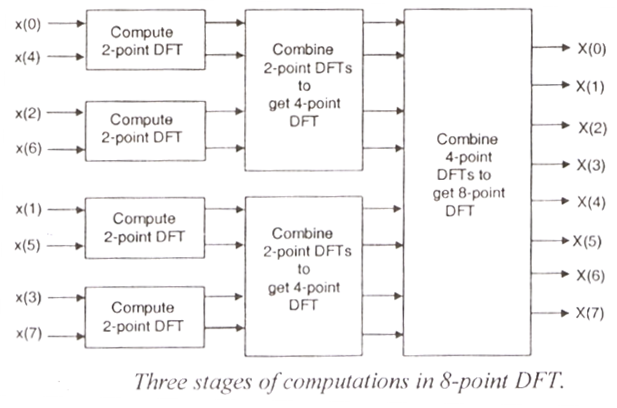 x(0)
x(4)
x(2)
x(6)
x(1)
x(5)
x(3)
x(7)
Compute
2-point DFT
Compute
2-point DFT
Compute
2-point DFT
Compute
2-point DFT
Combine
2-point DFTs
to
get 4-point
DFT
Combine
2-point DFTs
to
get 4-point
DFT
Combine
4-point
DFTs to
get 8-point
DFT
X(0)
X(1)
X(2)
X(3)
X(4)
X(5)
X(6)
X(7)
Three stages of computations in 8-point DFT.